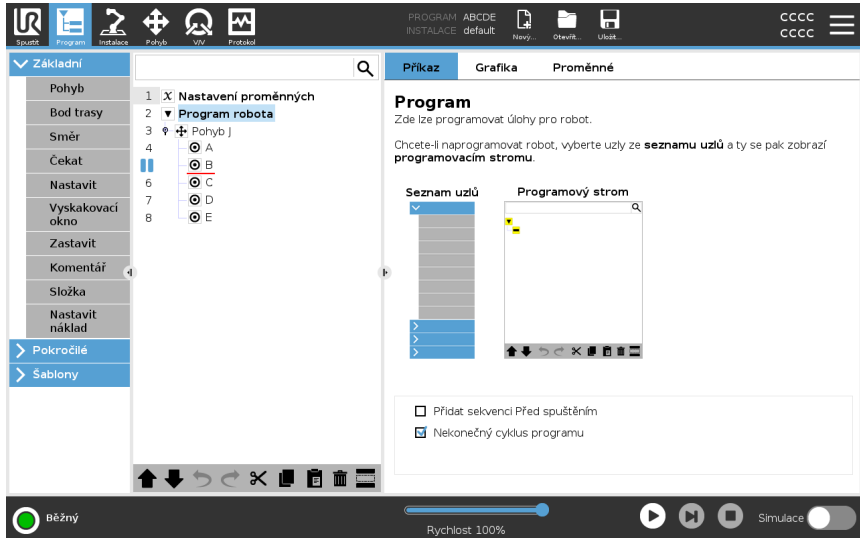 UR
PROGRAM ABCDE
INSTALACE default
Nový...
Otevřít...
Uložit...
CCCC
CCCC
Spustit
Program
Instalace
Pohyb
V/V
Protokol
Základní
Pohyb
Bod trasy
Směr
Čekat
Nastavit
Vyskakovací
okno
Zastavit
Komentář
Složka
Nastavit
náklad
Pokročilé
Šablony
1 X Nastavení proměnných
2 Program robota
3 Pohyb J
4 A
B
6 C
7 D
8 E
Příkaz Grafika Proměnné
Program
Zde lze programovat úlohy pro robot.
Chcete-li naprogramovat robot, vyberte uzly ze seznamu uzlů a ty se pak zobrazí
programovacím stromu.
Seznam uzlů Programový strom
Přidat sekvenci Před spuštěním
Nekonečný cyklus programu
Běžný
Rychlost 100%
Simulace